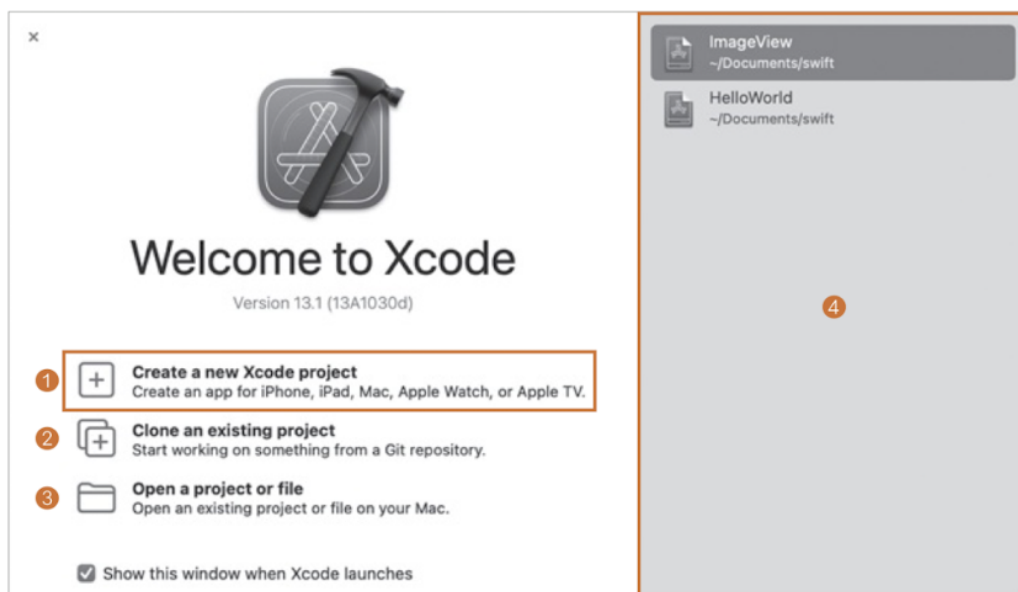 ×
Welcome to Xcode
Version 13.1 (13A1030d)
1
Create a new Xcode project
Create an app for iPhone, iPad, Mac, Apple Watch, or Apple TV.
2
Clone an existing project
Start working on something from a Git repository.
3
Open a project or file
Open an existing project or file on your Mac.
Show this window when Xcode launches
ImageView
~/Documents/swift
HelloWorld
~/Documents/swift
4